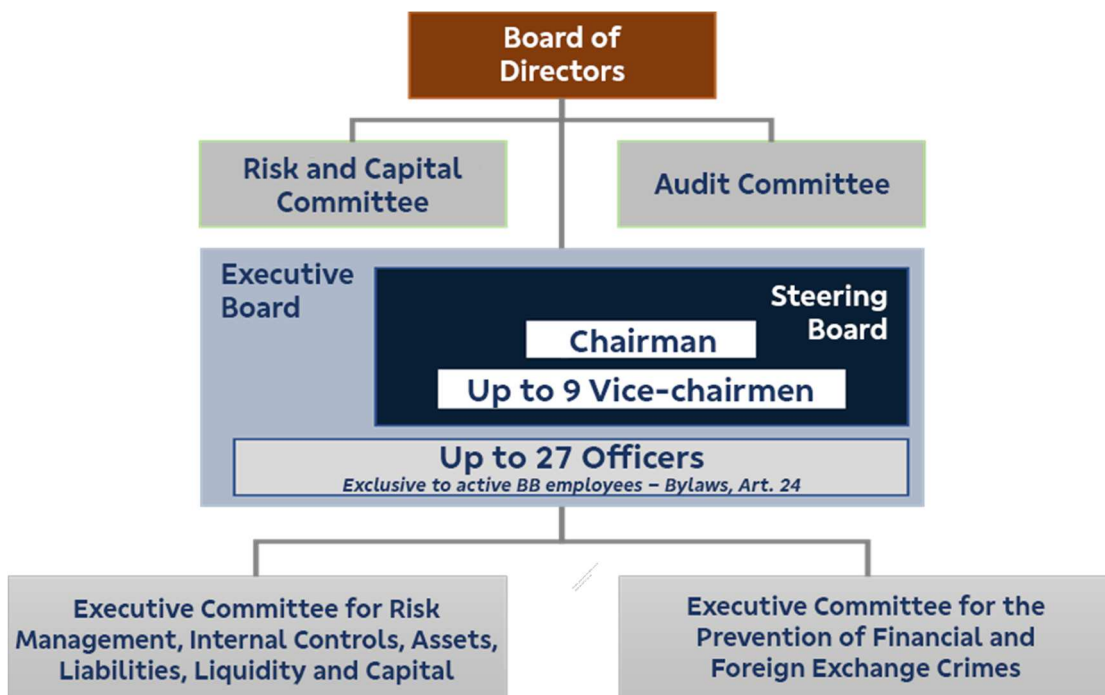 Board of
Directors
Risk and Capital
Committee
Audit Committee
Executive
Board
Steering
Board
Chairman
Up to 9 Vice-chairmen
Up to 27 Officers
Exclusive to active BB employees – Bylaws, Art. 24
Executive Committee for Risk
Management, Internal Controls, Assets,
Liabilities, Liquidity and Capital
Executive Committee for the
Prevention of Financial and
Foreign Exchange Crimes